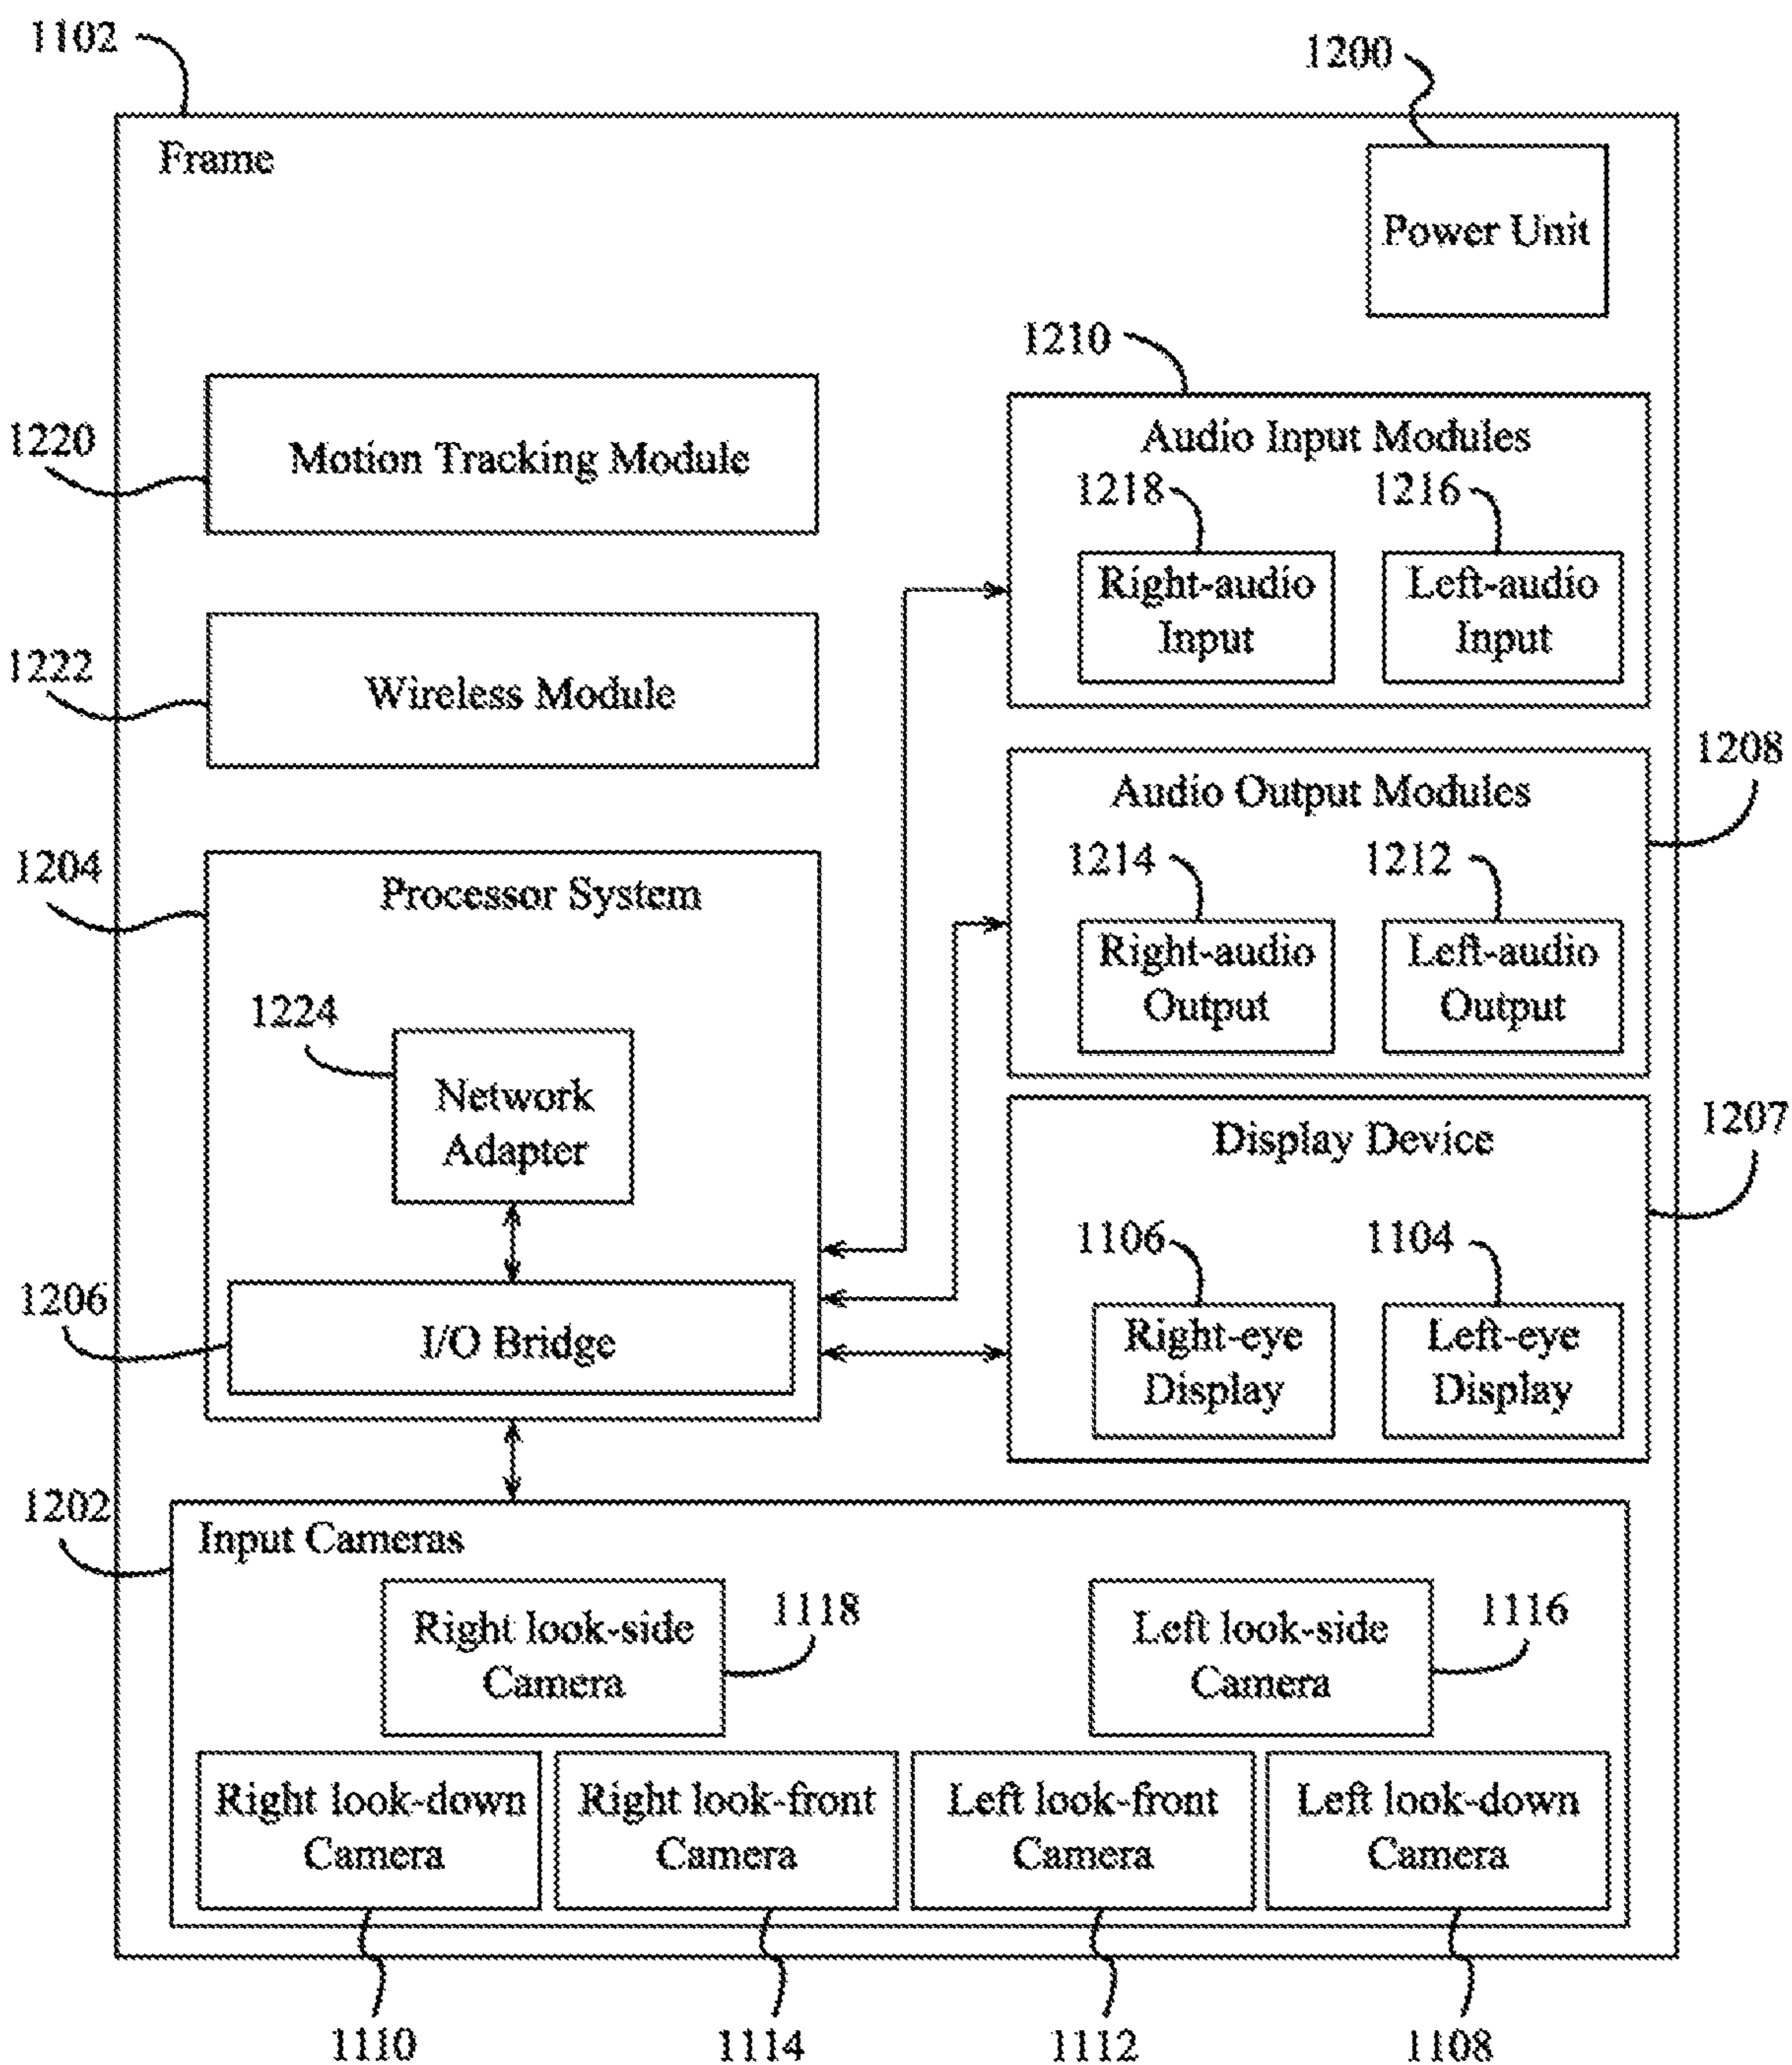 1102
1200
Frame
Power Unit
1210
1220
Motion Tracking Module
Audio Input Modules
1218
1216
Right-audio
Input
Left-audio
Input
1222
Wireless Module
1208
Audio Output Modules
1214
1212
Right-audio
Output
Left-audio
Output
1204
Processor System
1224
Network
Adapter
1207
Display Device
1106
1104
Right-eye
Display
Left-eye
Display
1206
I/O Bridge
1202
Input Cameras
Right look-side
Camera
1118
Left look-side
Camera
1116
Right look-down
Camera
Right look-front
Camera
Left look-front
Camera
Left look-down
Camera
1110
1114
1112
1108